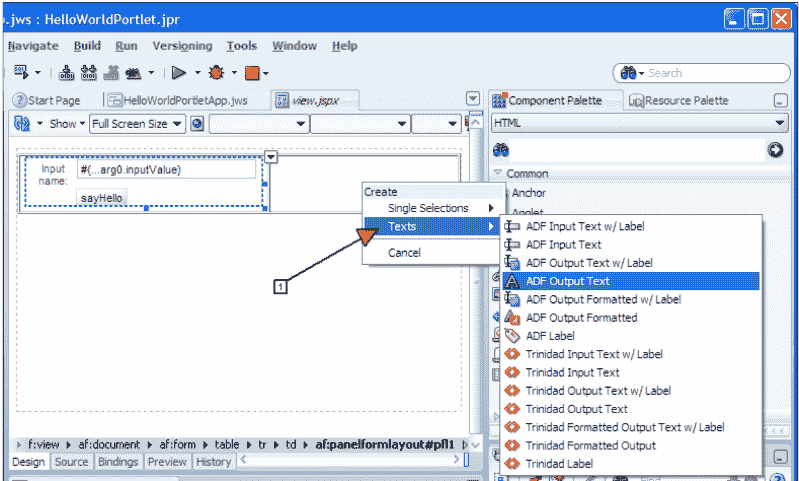 o.jws : HelloWorldPortlet.jpr
Navigate Build Run Versioning Tools Window Help
Search
Start Page HelloWorldPortletApp.jws view.jspx
Component Palette Resource Palette
Show Full Screen Size
HTML
Common
Anchor
Input name: #{...arg0.inputValue}
sayHello
Create
Single Selections
Texts
Cancel
1
ADF Input Text w/ Label
ADF Input Text
ADF Output Text w/ Label
ADF Output Text
ADF Output Formatted w/ Label
ADF Output Formatted
ADF Label
Trinidad Input Text w/ Label
Trinidad Input Text
Trinidad Output Text w/ Label
Trinidad Output Text
Trinidad Formatted Output Text w/ Label
Trinidad Formatted Output
Trinidad Label
f:view af:document af:form table tr td af:panelformlayout#pfl1
Design Source Bindings Preview History